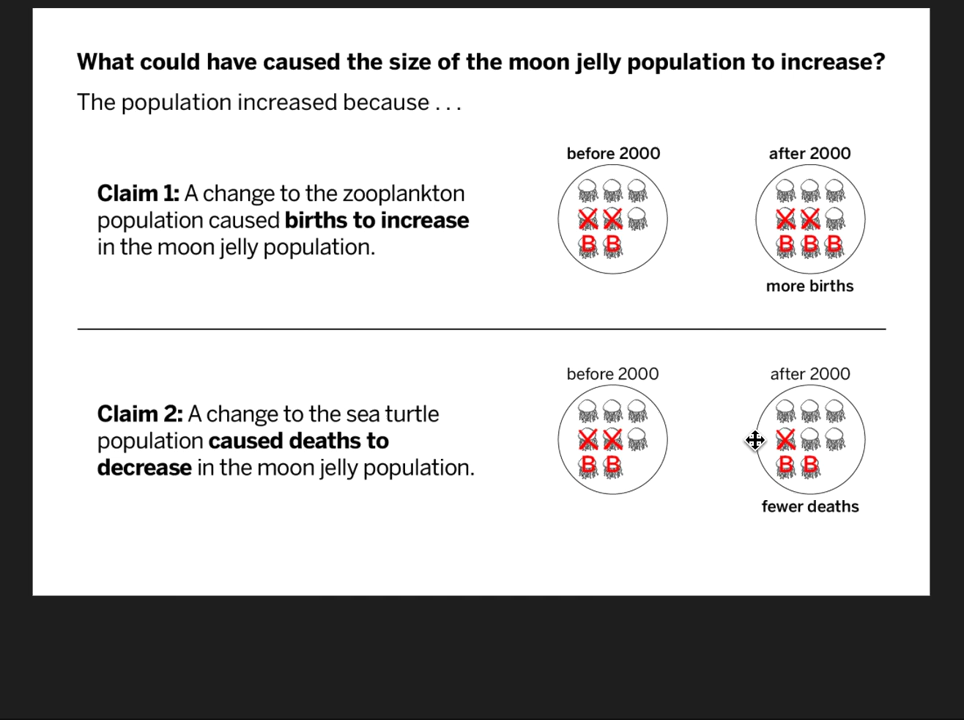 What could have caused the size of the moon jelly population to increase?
The population increased because . . .
before 2000
after 2000
Claim 1: A change to the zooplankton
population caused births to increase
in the moon jelly population.
B B
B B B
more births
before 2000
after 2000
Claim 2: A change to the sea turtle
population caused deaths to
decrease in the moon jelly population.
B B
B B
fewer deaths